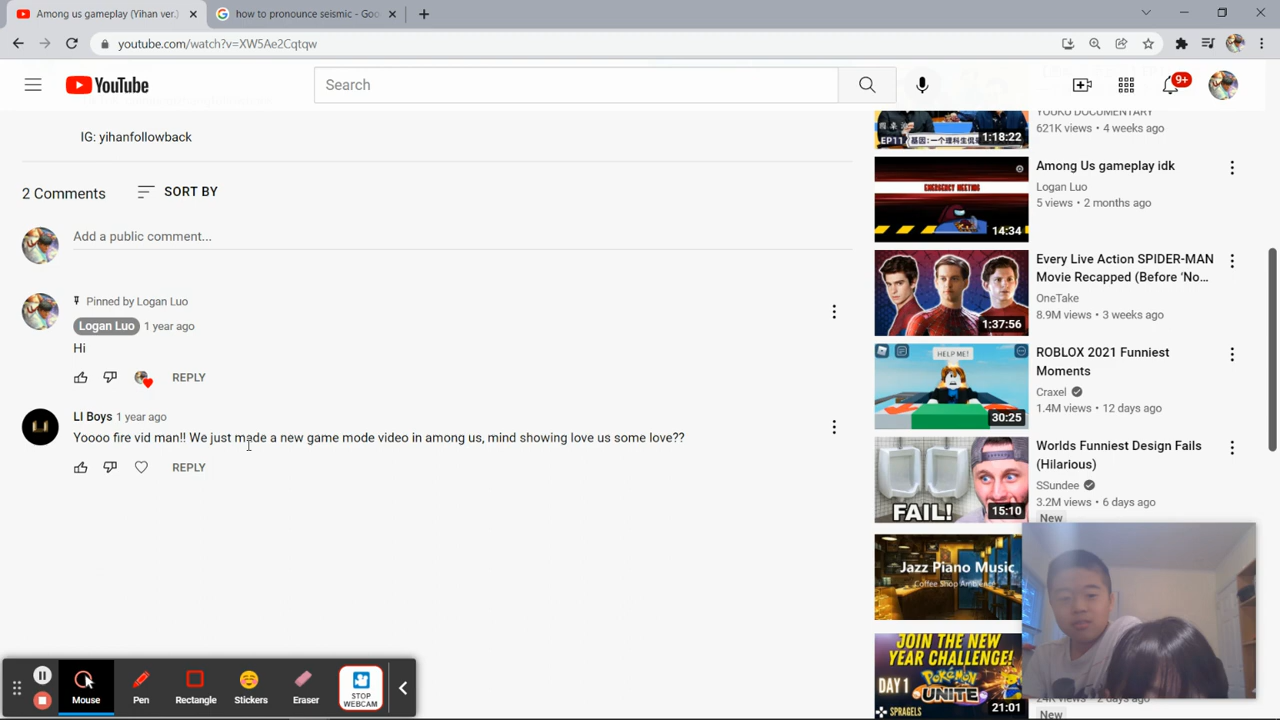 Among us gameplay (Yihan ver.)
how to pronounce seismic - Goo
youtube.com/watch?v=XW5Ae2Cqtqw
YouTube
Search
9+
IG: yihanfollowback
2 Comments
SORT BY
Add a public comment...
Pinned by Logan Luo
Logan Luo 1 year ago
Hi
REPLY
LI Boys 1 year ago
Yoooo fire vid man!! We just made a new game mode video in among us, mind showing love us some love??
REPLY
YOUKU DOCUMENTARY
621K views • 4 weeks ago
1:18:22
Among Us gameplay idk
Logan Luo
5 views • 2 months ago
EMERGENCY MEETING
14:34
Every Live Action SPIDER-MAN
Movie Recapped (Before 'No...
OneTake
8.9M views • 3 weeks ago
1:37:56
HELP ME!
ROBLOX 2021 Funniest
Moments
Craxel
1.4M views • 12 days ago
30:25
Worlds Funniest Design Fails
(Hilarious)
SSundee
3.2M views • 6 days ago
New
FAIL!
15:10
Jazz Piano Music
Coffee Shop
JOIN THE NEW
YEAR CHALLENGE!
DAY 1
POKÉMON
UNITE
SPRAGELS
21:01
New
Mouse
Pen
Rectangle
Stickers
Eraser
STOP
WEBCAM